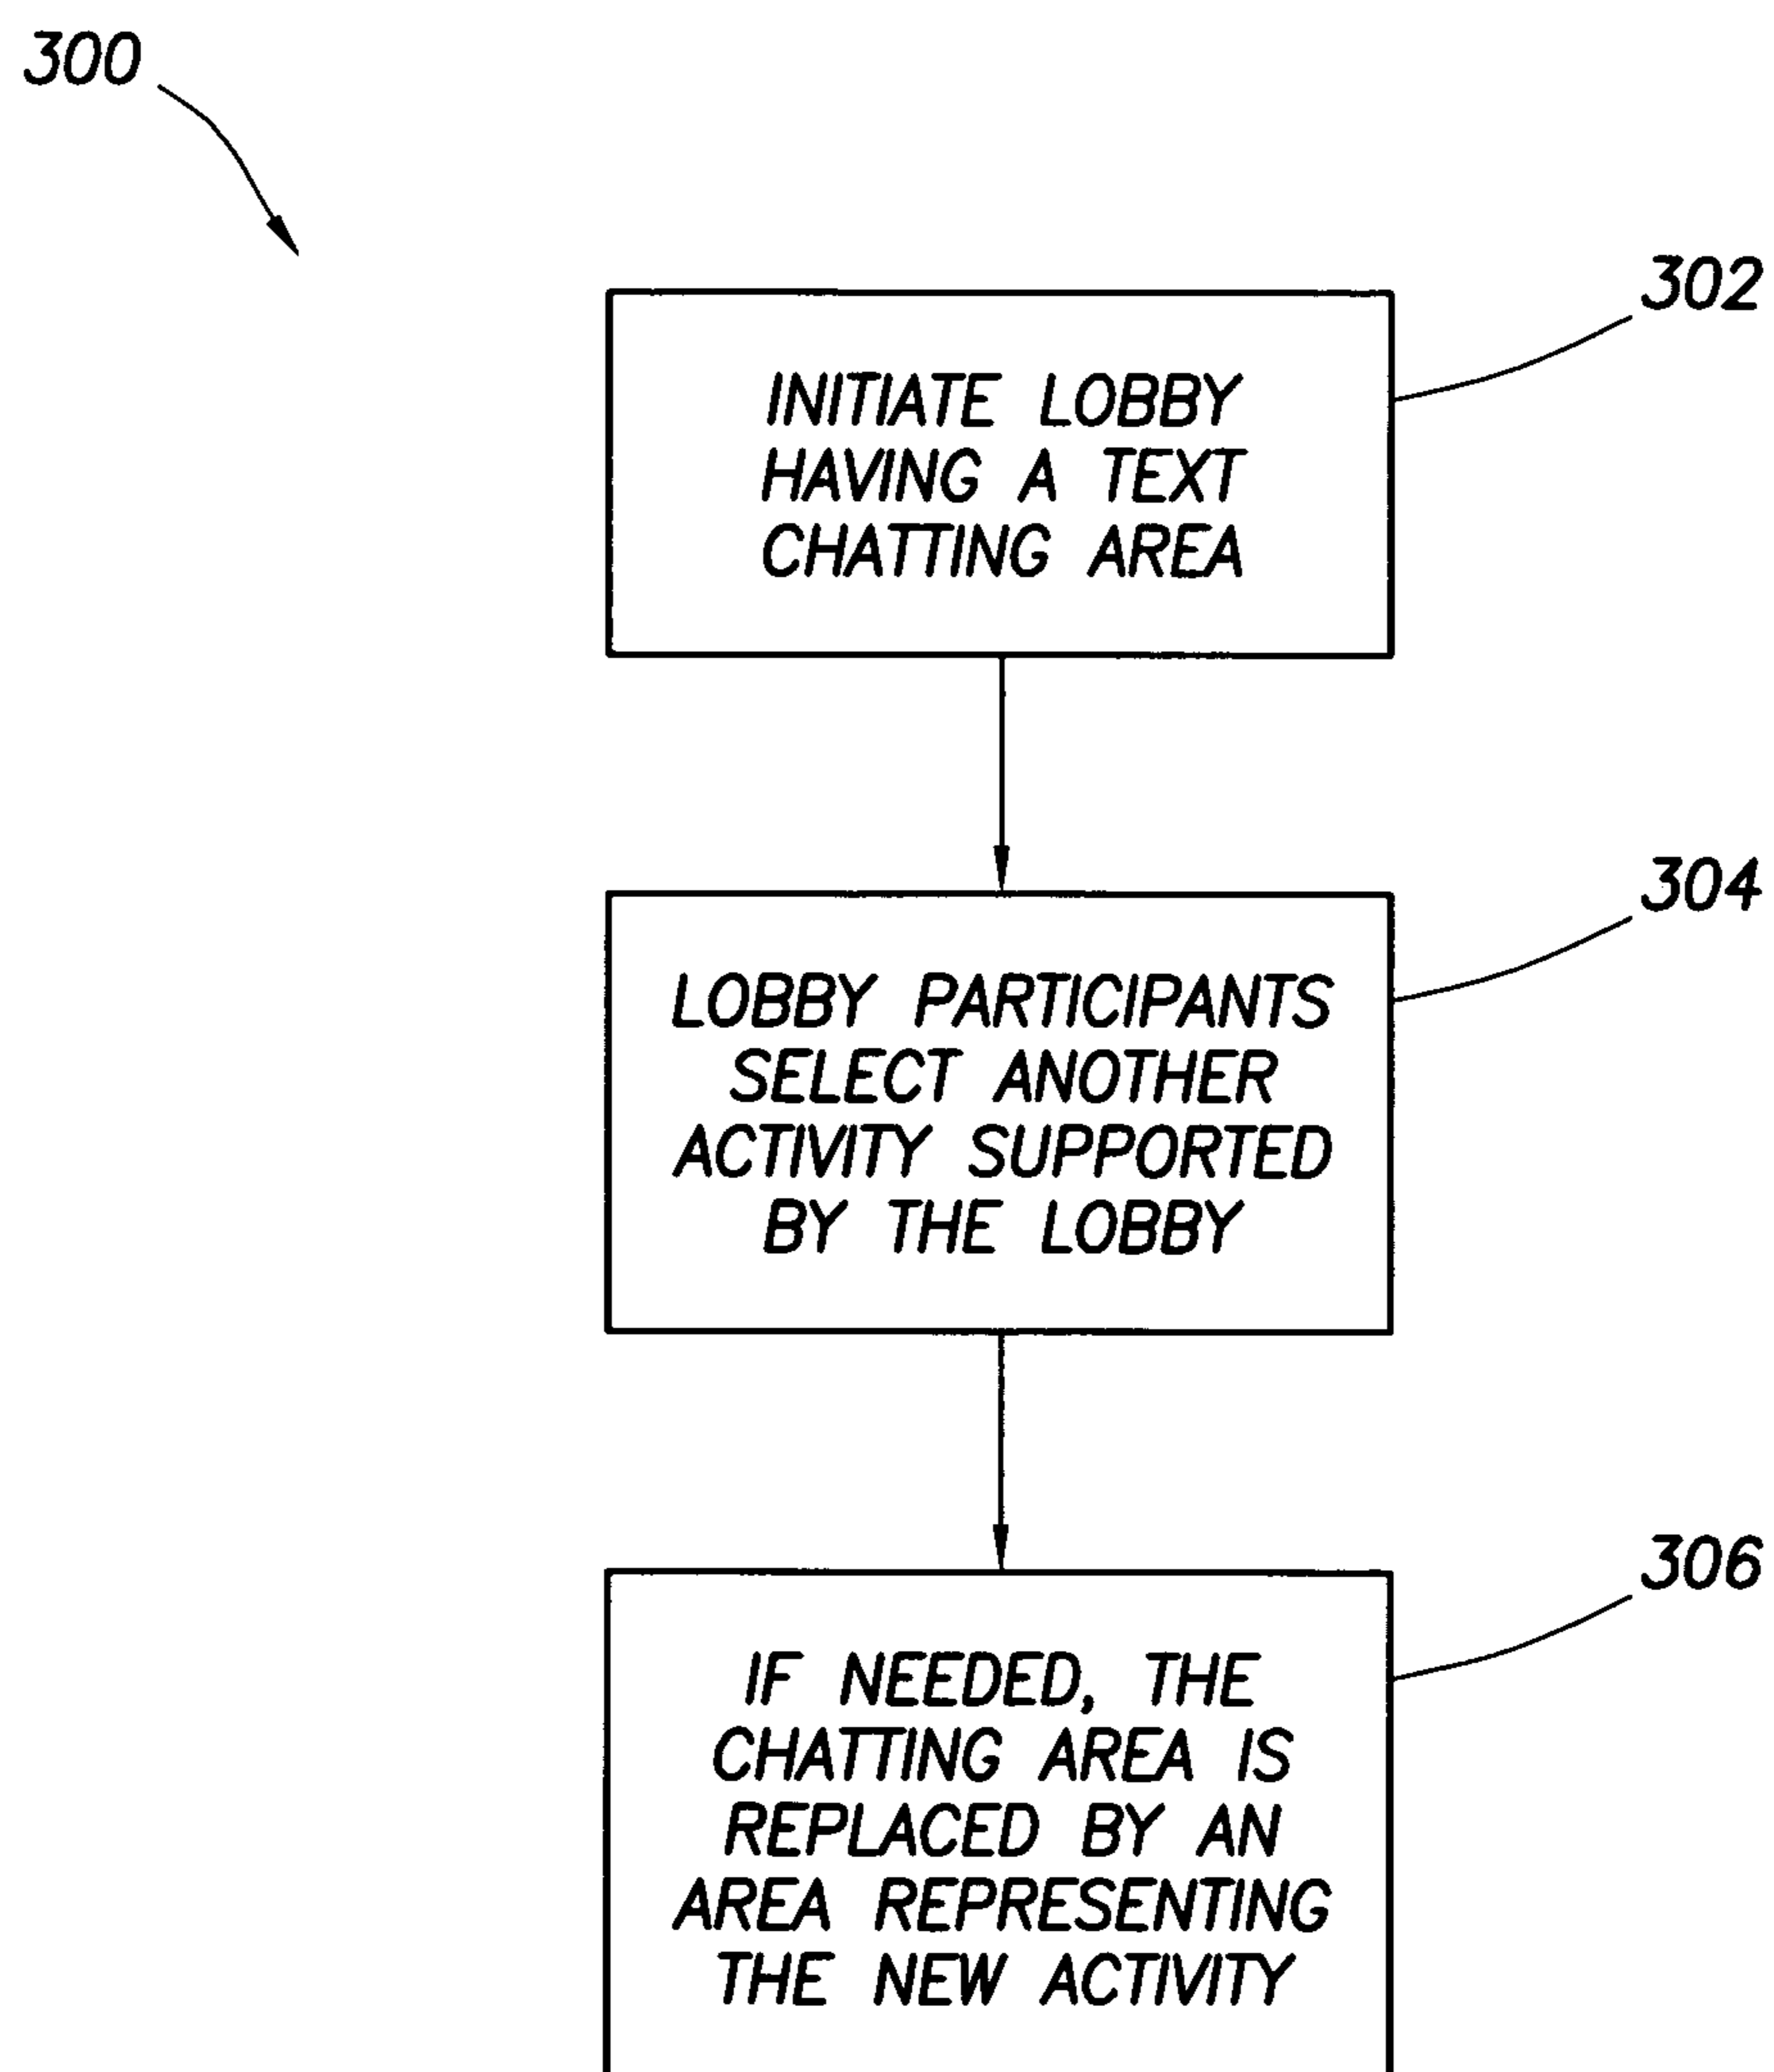 300
302
INITIATE LOBBY
HAVING A TEXT
CHATTING AREA
304
LOBBY PARTICIPANTS
SELECT ANOTHER
ACTIVITY SUPPORTED
BY THE LOBBY
306
IF NEEDED, THE
CHATTING AREA IS
REPLACED BY AN
AREA REPRESENTING
THE NEW ACTIVITY